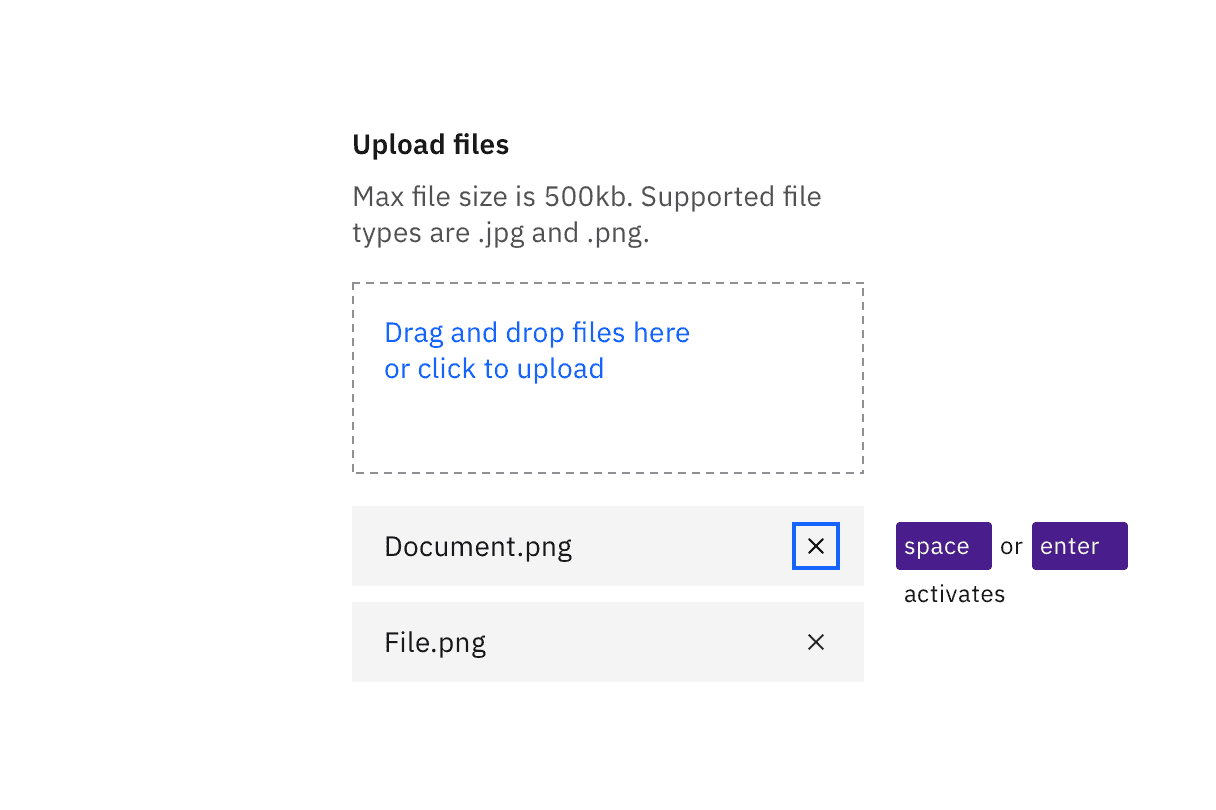 Upload files
Max file size is 500kb. Supported file
types are .jpg and .png.
Drag and drop files here
or click to upload
Document.png
space or enter
activates
File.png